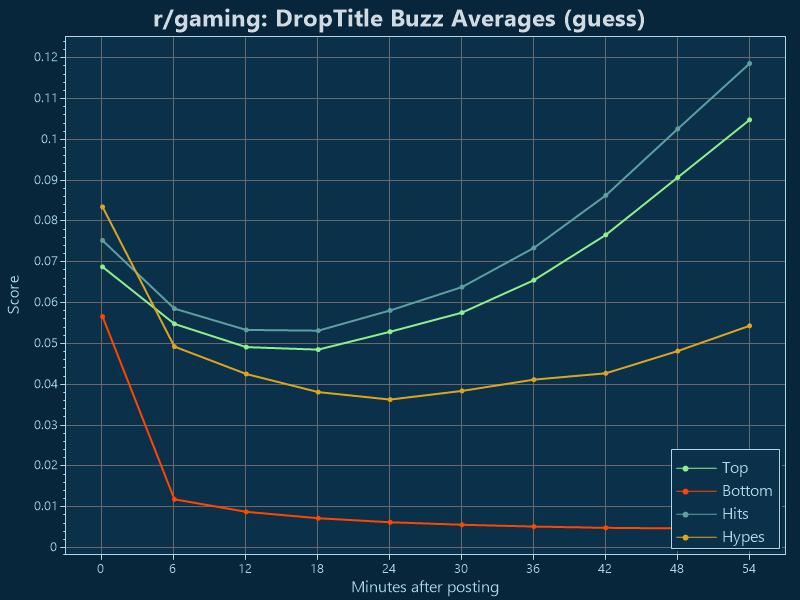 r/gaming: DropTitle Buzz Averages (guess)
0.12
0.11
0.1
0.09
0.08
0.07
0.06
0.05
0.04
0.03
0.02
0.01
0
Score
Top
Bottom
Hits
Hypes
0 6 12 18 24 30 36 42 48 54
Minutes after posting